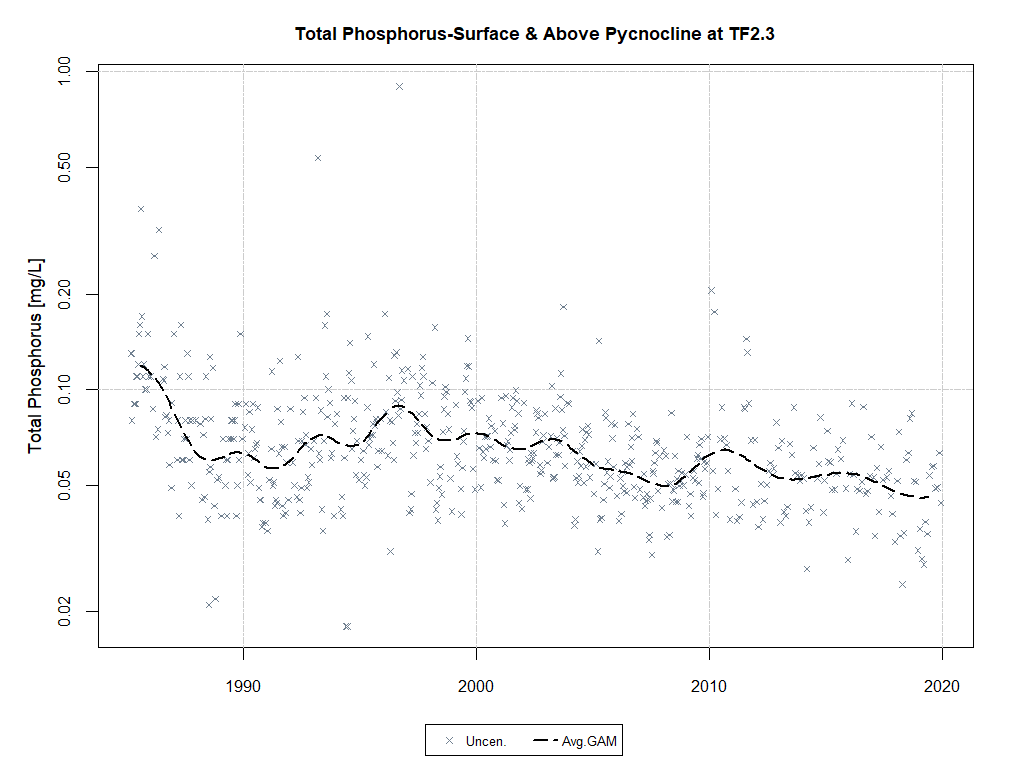 Total Phosphorus-Surface & Above Pycnocline at TF2.3
Total Phosphorus [mg/L]
1.00
0.50
0.20
0.10
0.05
0.02
1990 2000 2010 2020
Uncen. Avg.GAM